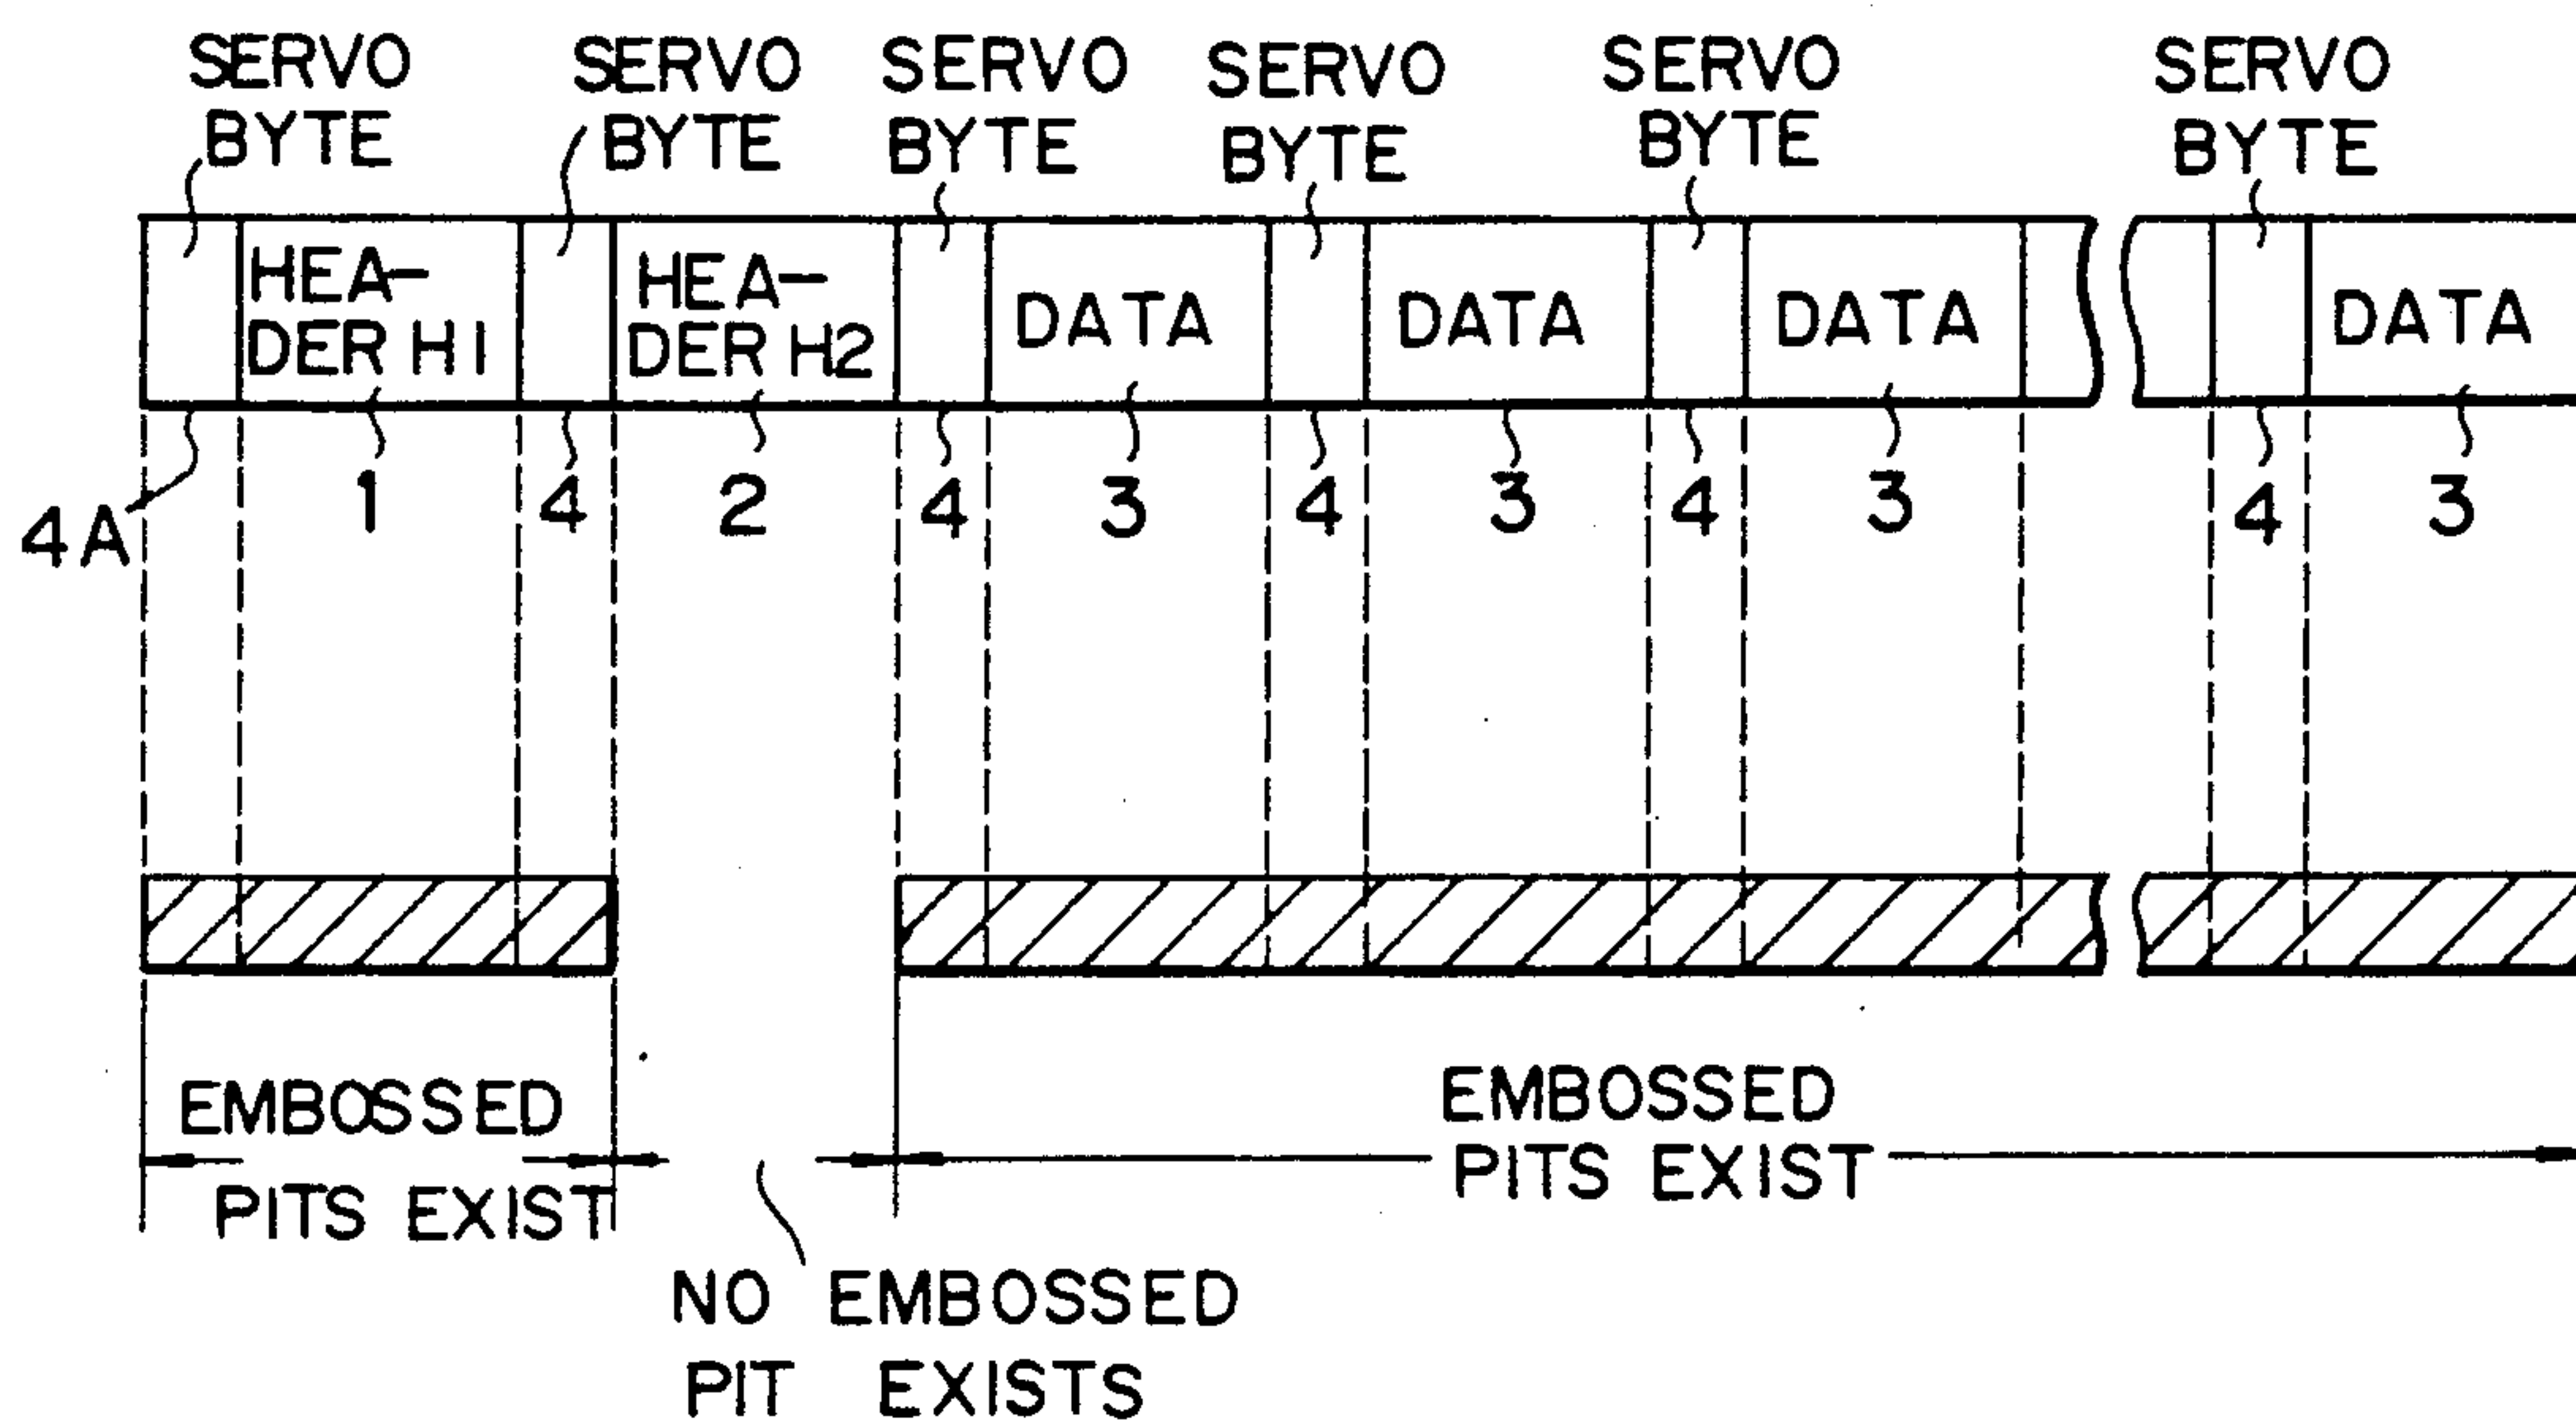 SERVO BYTE
SERVO BYTE
SERVO BYTE
SERVO BYTE
SERVO BYTE
SERVO BYTE
HEA-
DER H1
HEA-
DER H2
DATA
DATA
DATA
DATA
4A
1
4
2
4
3
4
3
4
3
4
3
EMBOSSED
PITS EXIST
NO EMBOSSED
PIT EXISTS
EMBOSSED
PITS EXIST